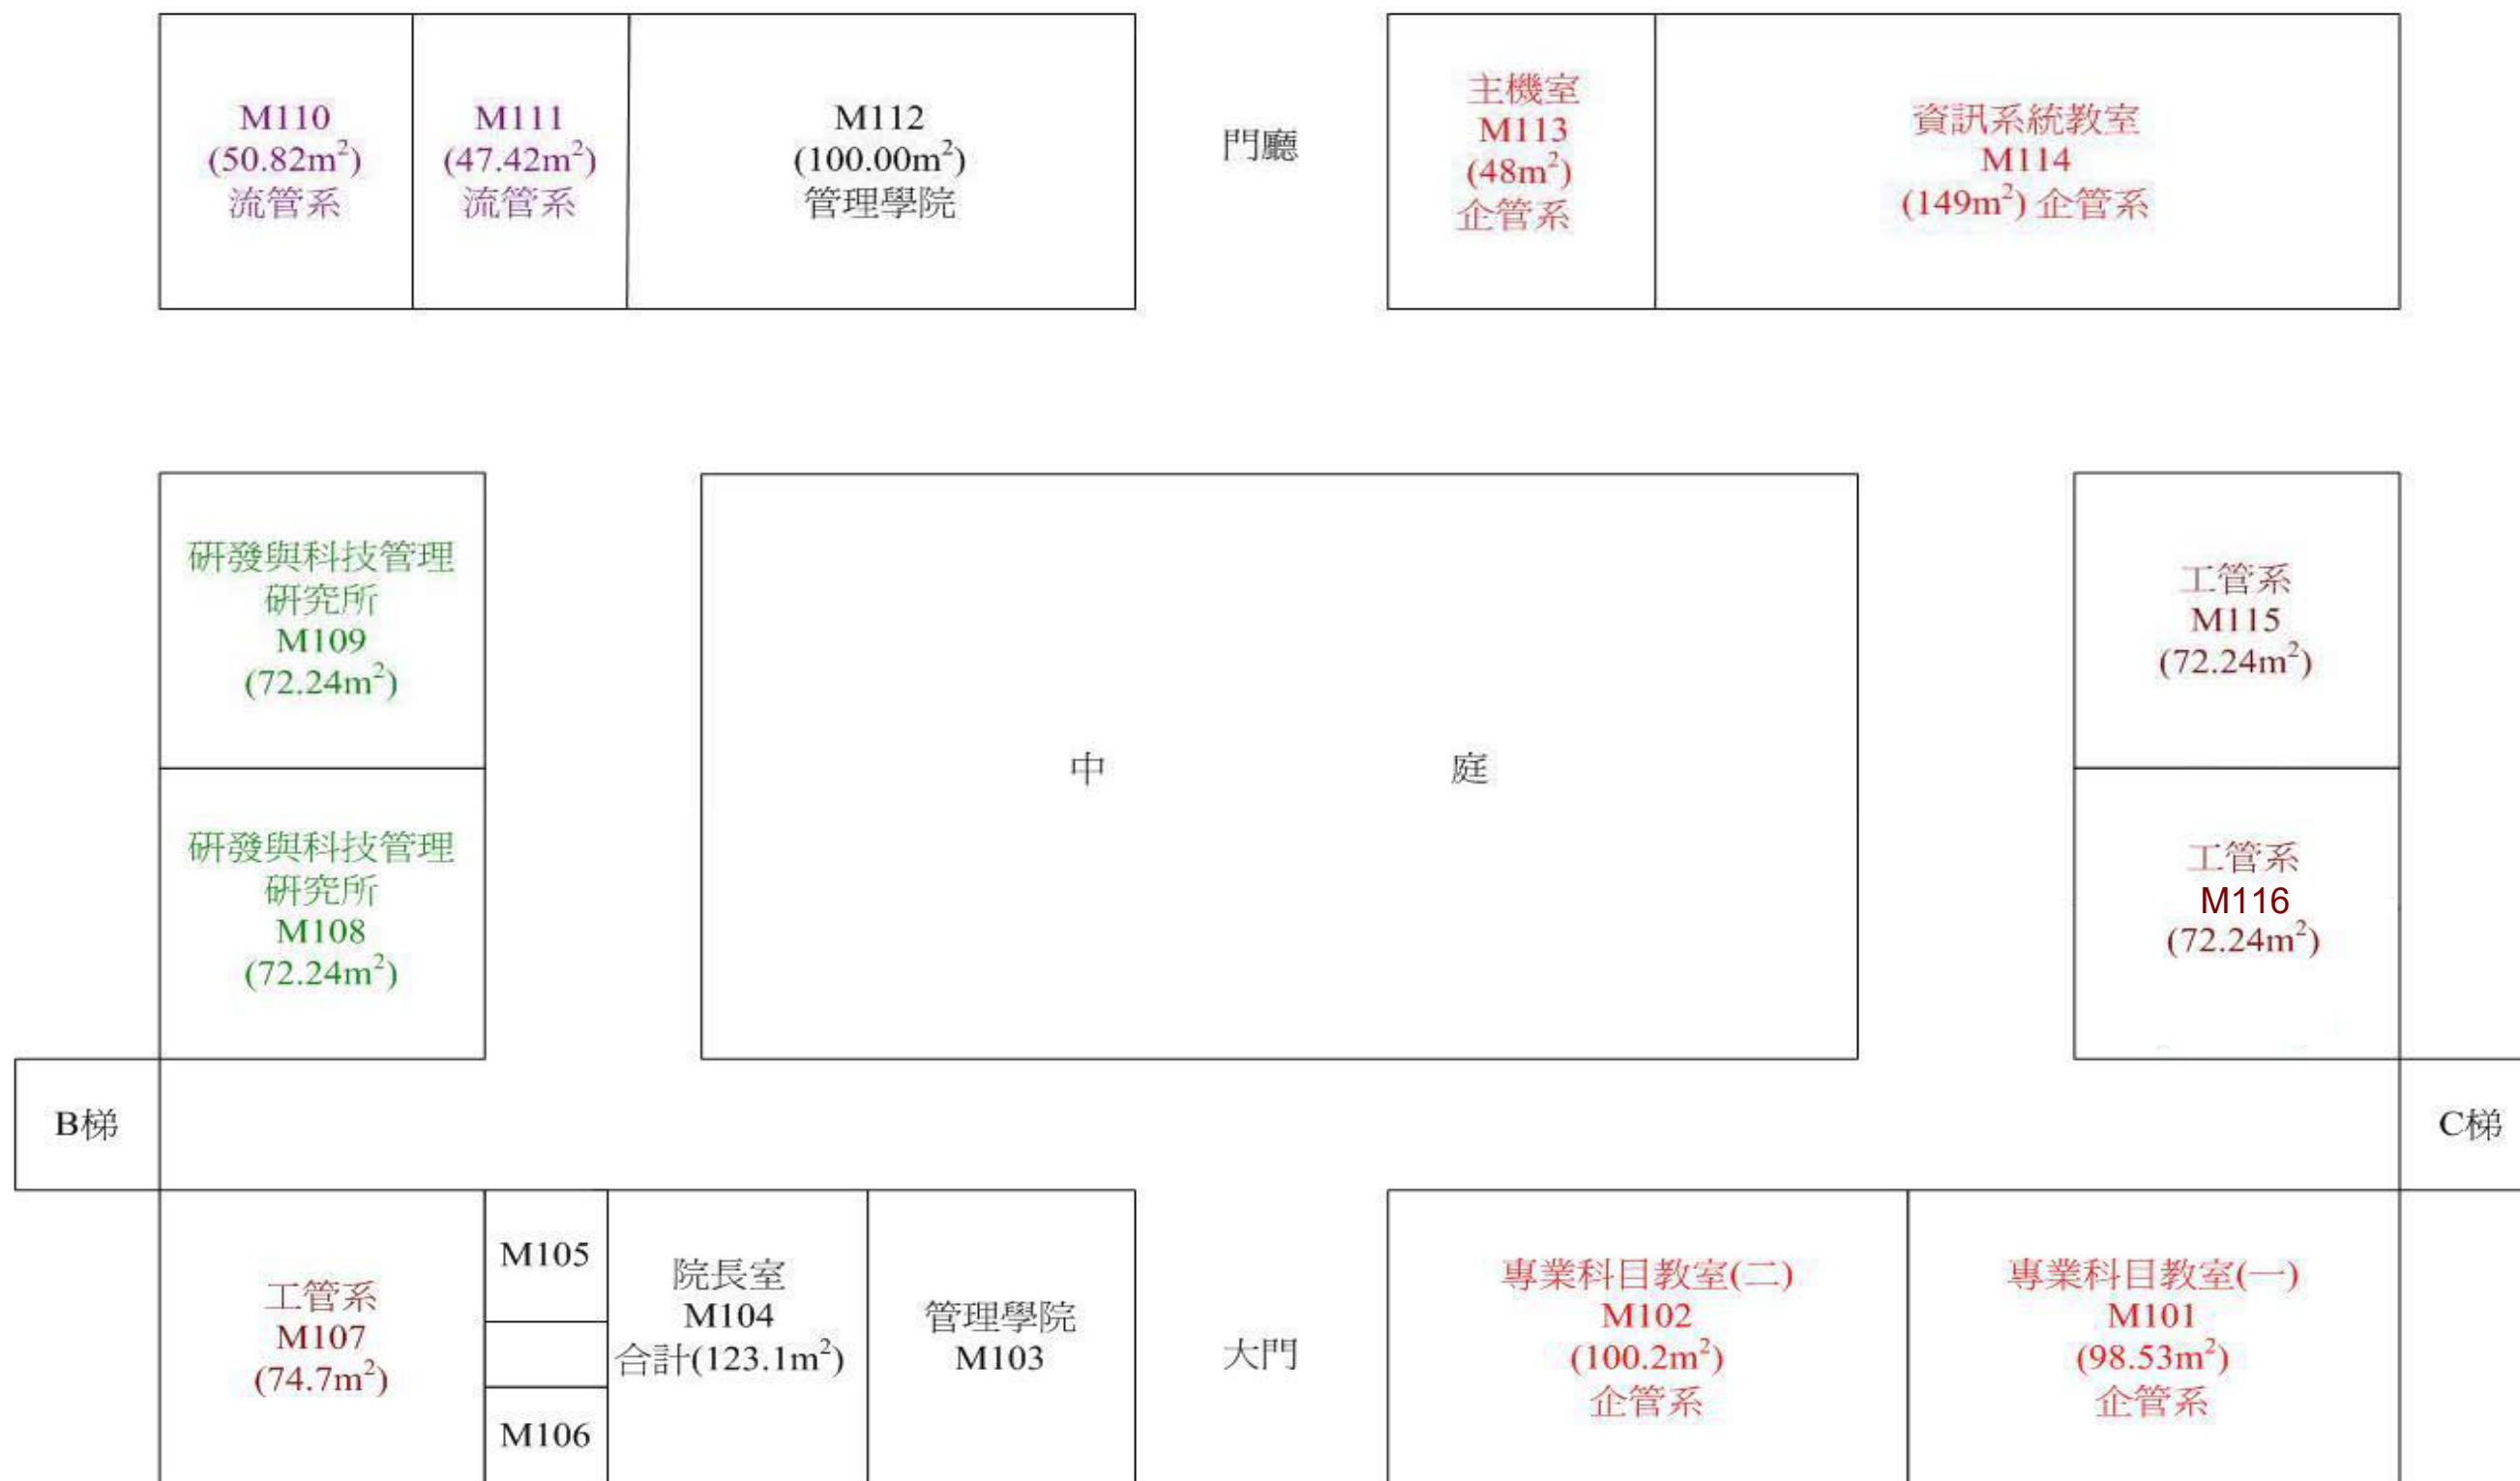 M110
(50.82m²)
流管系
M111
(47.42m²)
流管系
M112
(100.00m²)
管理學院
門廳
主機室
M113
(48m²)
企管系
資訊系統教室
M114
(149m²) 企管系
研發與科技管理
研究所
M109
(72.24m²)
中 庭
工管系
M115
(72.24m²)
研發與科技管理
研究所
M108
(72.24m²)
工管系
M116
(72.24m²)
B梯
C梯
工管系
M107
(74.7m²)
M105
M106
院長室
M104
合計(123.1m²)
管理學院
M103
大門
專業科目教室(二)
M102
(100.2m²)
企管系
專業科目教室(一)
M101
(98.53m²)
企管系